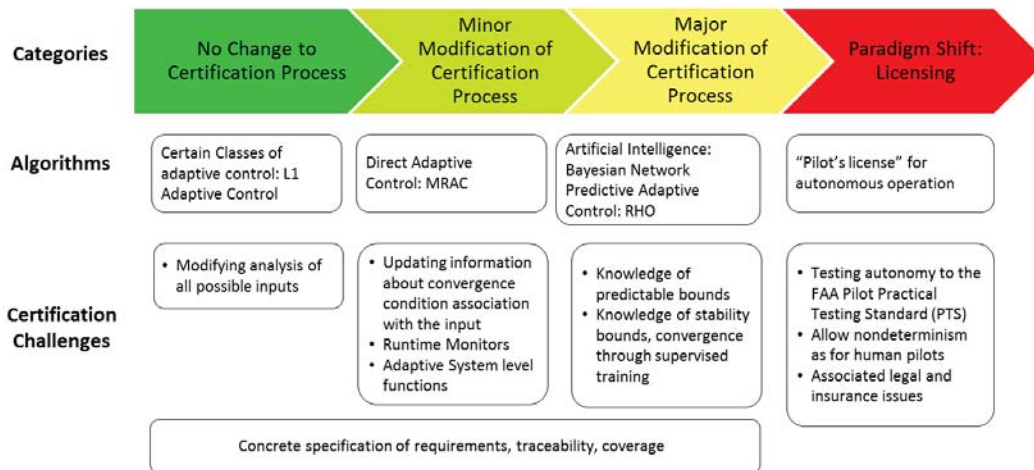 Categories
No Change to
Certification Process
Minor
Modification of
Certification
Process
Major
Modification of
Certification
Process
Paradigm Shift:
Licensing
Algorithms
Certain Classes of
adaptive control: L1
Adaptive Control
Direct Adaptive
Control: MRAC
Artificial Intelligence:
Bayesian Network
Predictive Adaptive
Control: RHO
“Pilot’s license” for
autonomous operation
Certification
Challenges
• Modifying analysis of
all possible inputs
• Updating information
about convergence
condition association
with the input
• Runtime Monitors
• Adaptive System level
functions
• Knowledge of
predictable bounds
• Knowledge of stability
bounds, convergence
through supervised
training
• Testing autonomy to the
FAA Pilot Practical
Testing Standard (PTS)
• Allow nondeterminism
as for human pilots
• Associated legal and
insurance issues
Concrete specification of requirements, traceability, coverage